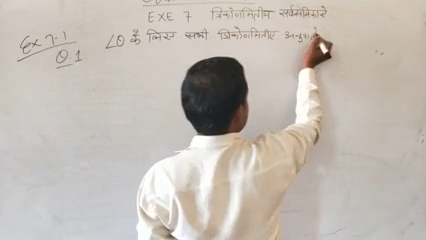 EXE 7 त्रिकोणमितीय सर्वसमिकाये
Ex 7.1
Q.1
∠θ के लिए सभी त्रिकोणमितीय अनुपातो